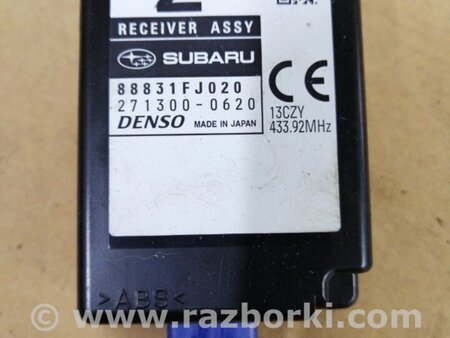 RECEIVER ASSY
SUBARU
88831FJ020
271300-0620
DENSO MADE IN JAPAN
13CZY
433.92MHz
CE
>ABS<
www.razborki.com